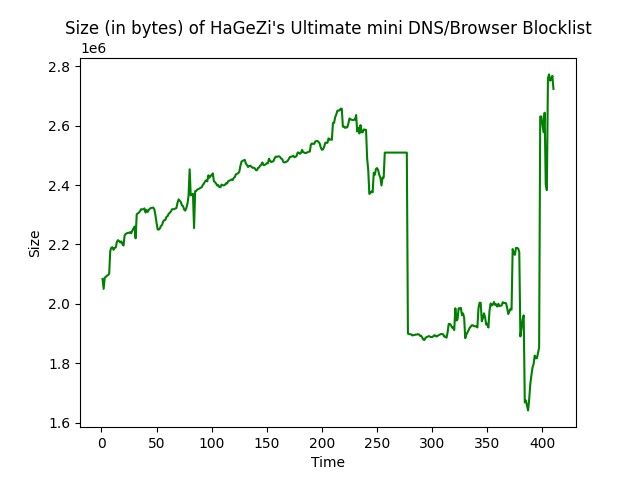 Size (in bytes) of HaGeZi's Ultimate mini DNS/Browser Blocklist
1e6
2.8
2.6
2.4
2.2
2.0
1.8
1.6
Size
0 50 100 150 200 250 300 350 400
Time